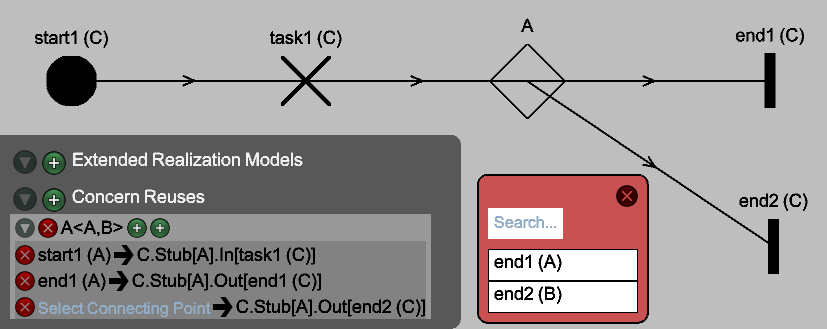 start1 (C)
task1 (C)
A
end1 (C)
Extended Realization Models
Concern Reuses
A<A,B>
start1 (A)➔C.Stub[A].In[task1 (C)]
end1 (A)➔C.Stub[A].Out[end1 (C)]
Select Connecting Point➔C.Stub[A].Out[end2 (C)]
Search...
end1 (A)
end2 (B)
end2 (C)